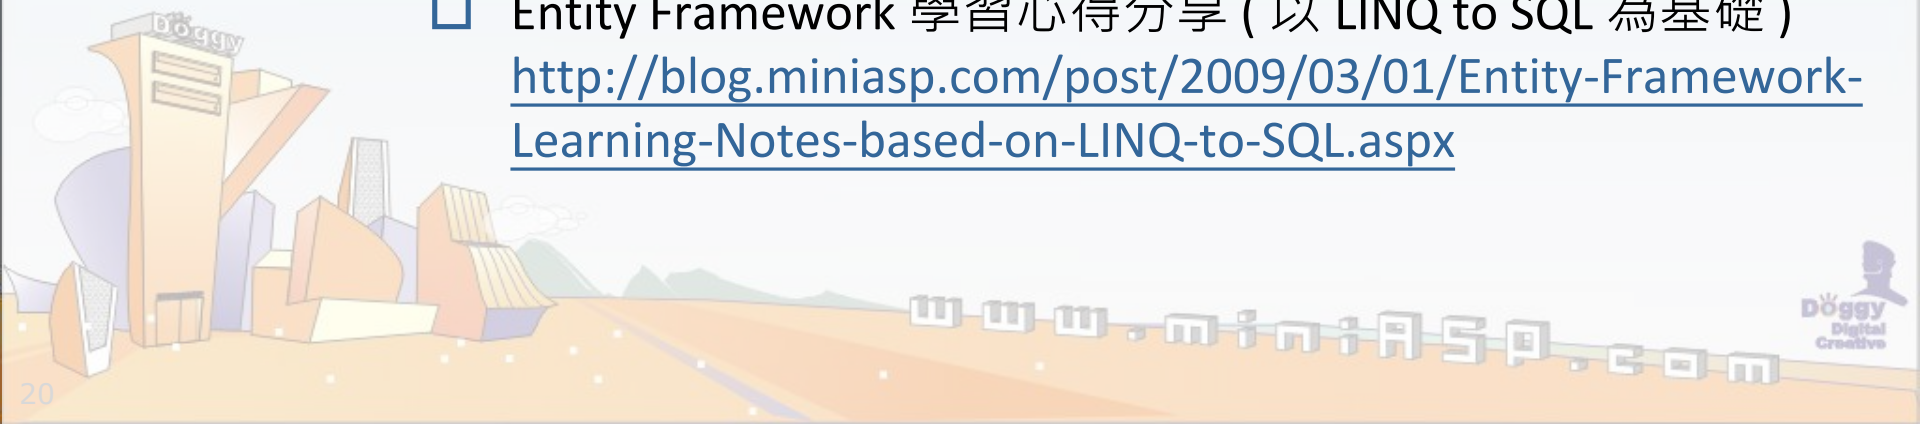 Entity Framework 學習心得分享 ( 以 LINQ to SQL 為基礎 )
http://blog.miniasp.com/post/2009/03/01/Entity-Framework-
Learning-Notes-based-on-LINQ-to-SQL.aspx
Doggy
www.miniASP.com
Doggy
Digital
Creative
20